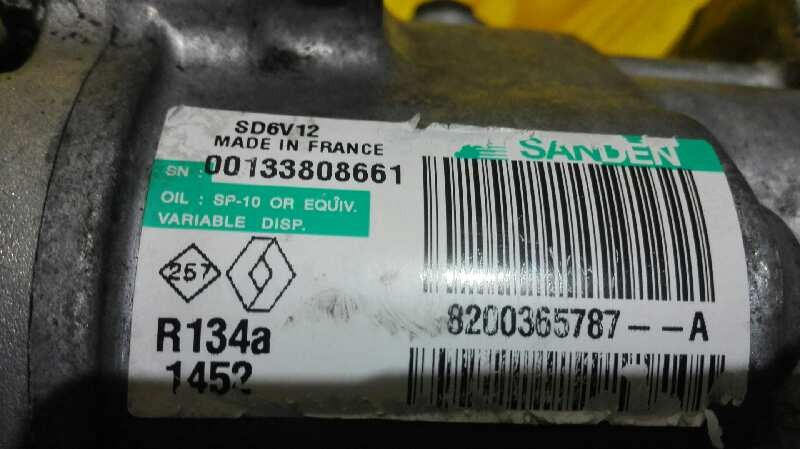 SD6V12
MADE IN FRANCE
SN : 00133808661
SANDEN
OIL : SP-10 OR EQUIV.
VARIABLE DISP.
257
R134a
1452
8200365787--A